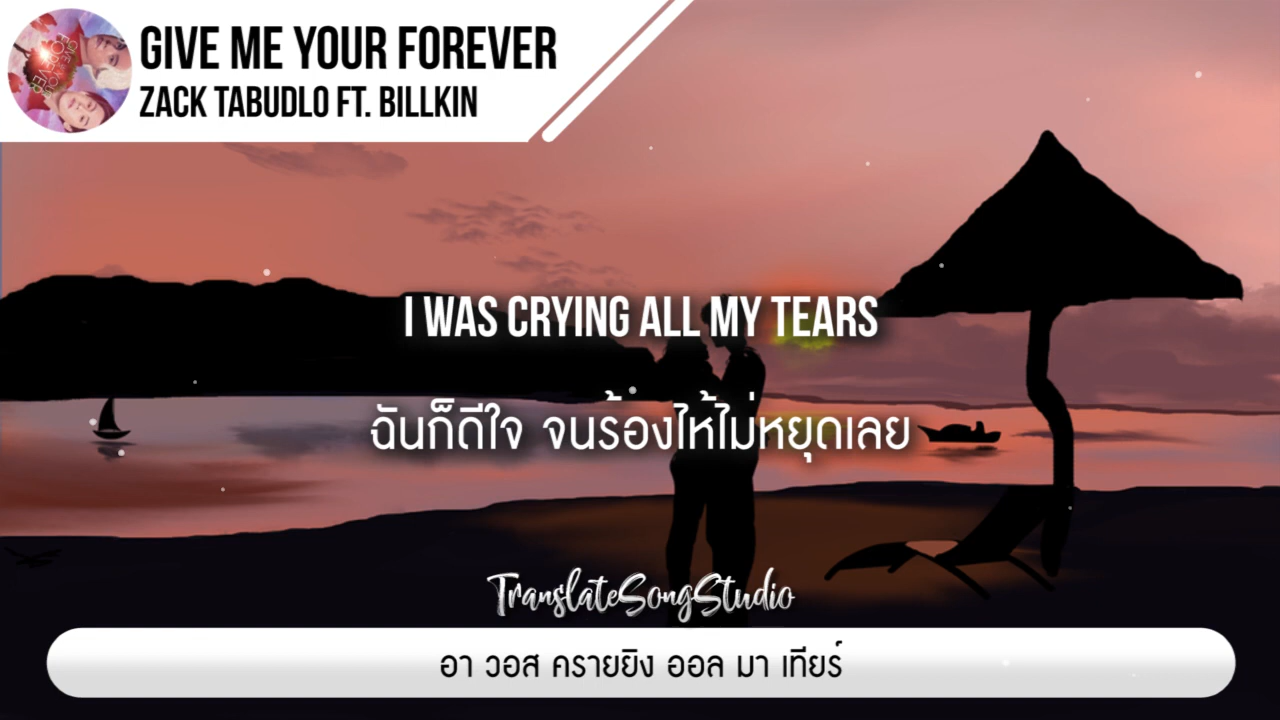 GIVE ME YOUR FOREVER
ZACK TABUDLO FT. BILLKIN
I WAS CRYING ALL MY TEARS
ฉันก็ดีใจ จนร้องไห้ไม่หยุดเลย
TranslateSongStudio
อา วอส ครายยิง ออล มา เทียร์